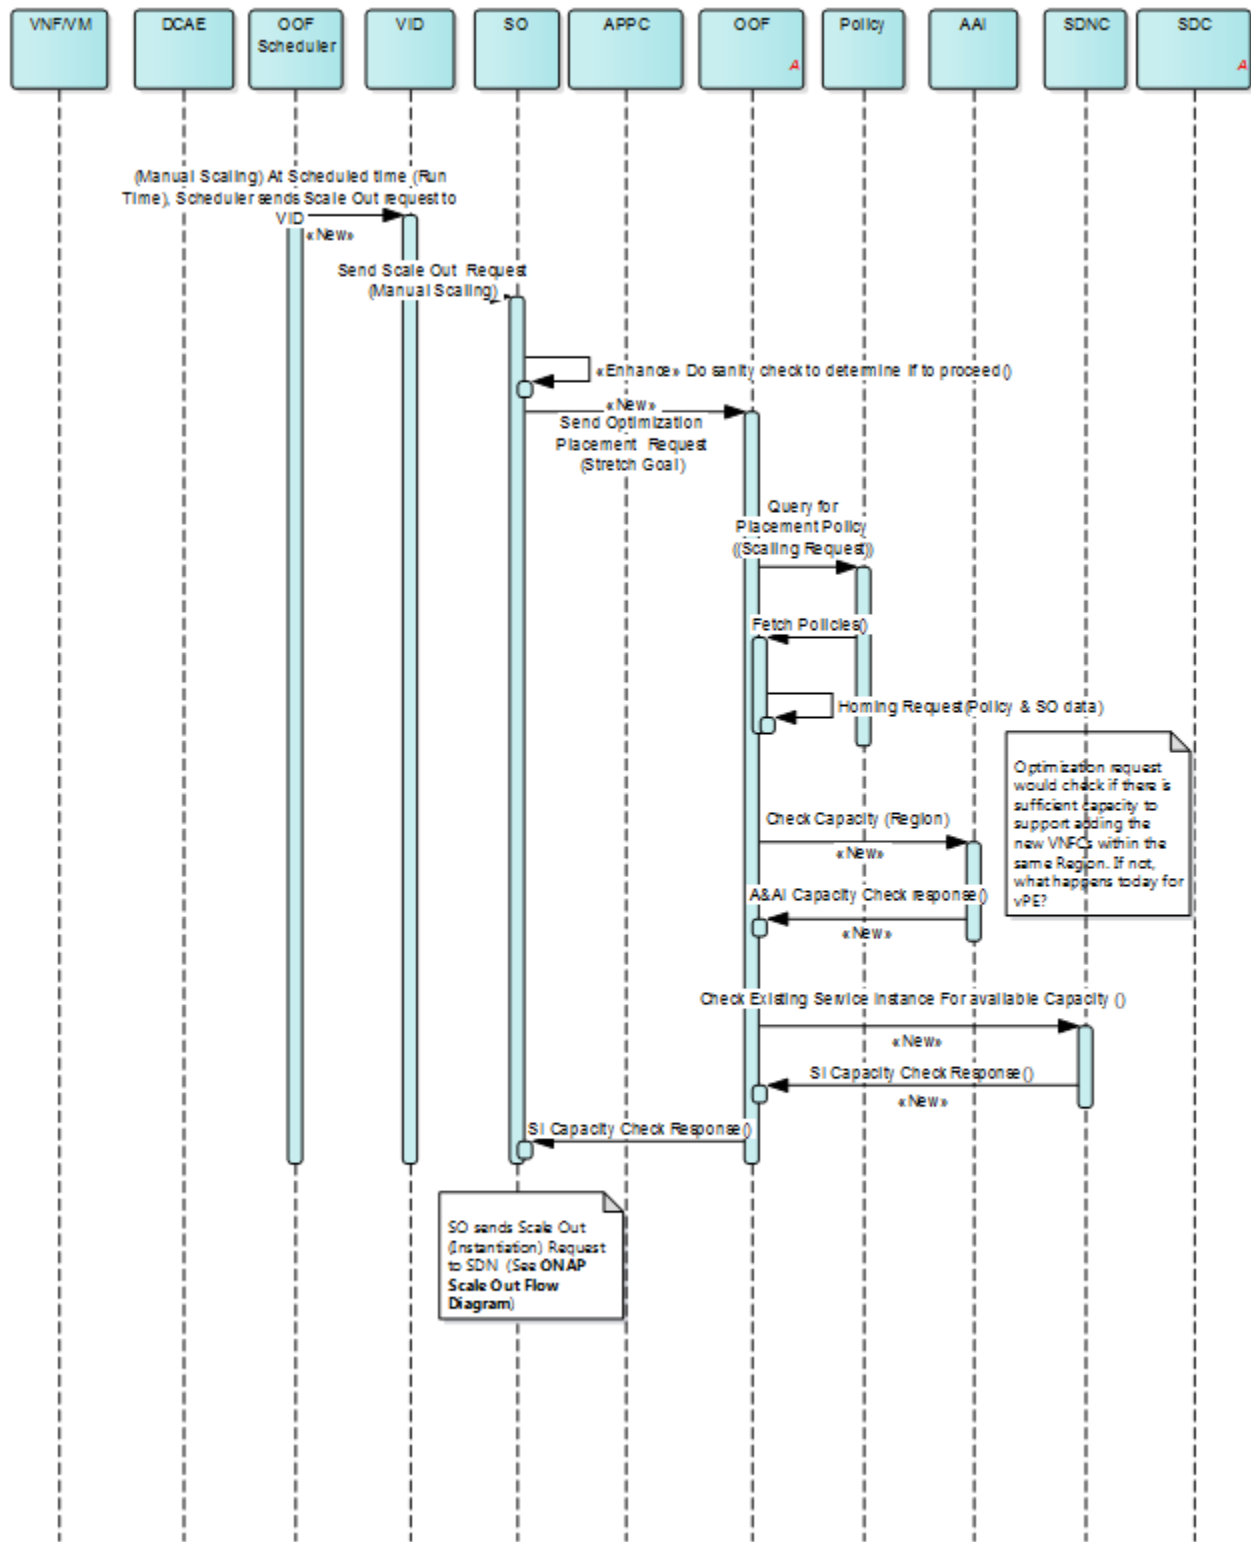 VNF/VM
DCAE
OOF
Scheduler
VID
SO
APPC
OOF
A
Policy
AAI
SDNC
SDC
A
(Manual Scaling) At Scheduled time (Run
Time), Scheduler sends Scale Out request to
VID
«New»
Send Scale Out Request
(Manual Scaling)
«Enhance» Do sanity check to determine if to proceed()
«New»
Send Optimization
Placement Request
(Stretch Goal)
Query for
Placement Policy
((Scaling Request))
Fetch Policies()
Homing Request(Policy & SO data)
Optimization request
would check if there is
sufficient capacity to
support adding the
new VNFCs within the
same Region. If not,
what happens today for
vPE?
Check Capacity (Region)
«New»
A&AI Capacity Check response()
«New»
Check Existing Service Instance For available Capacity ()
«New»
SI Capacity Check Response()
«New»
SI Capacity Check Response()
SO sends Scale Out
(Instantiation) Request
to SDN (See ONAP
Scale Out Flow
Diagram)